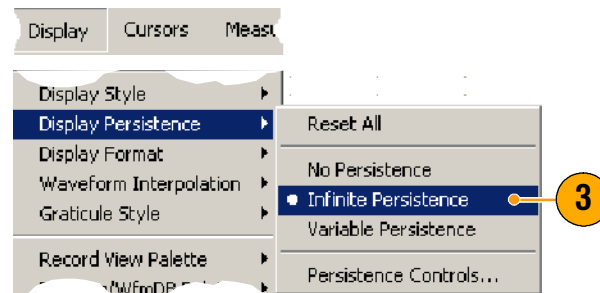 Display Cursors
Display Style
Display Persistence
Display Format
Waveform Interpolation
Graticule Style
Record View Palette
Reset All
No Persistence
Infinite Persistence
Variable Persistence
Persistence Controls...
3